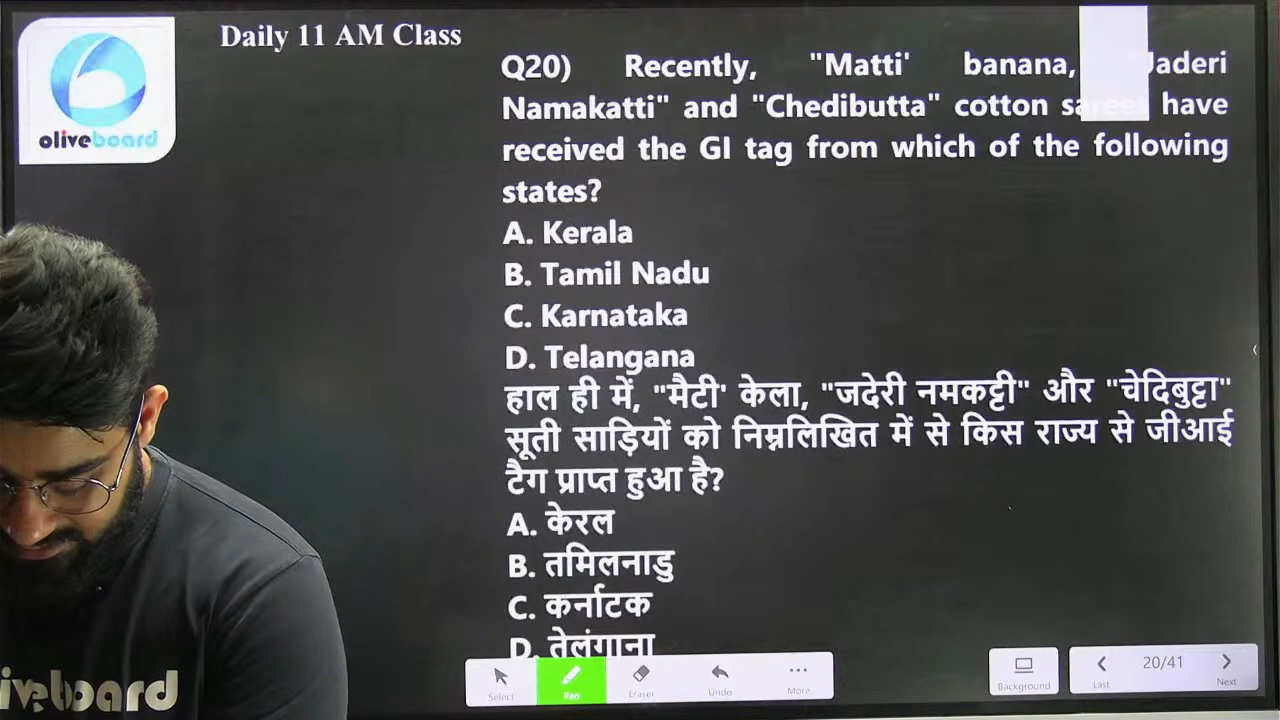 Daily 11 AM Class
oliveboard
Q20) Recently, "Matti' banana, Jaderi
Namakatti" and "Chedibutta" cotton sarees have
received the GI tag from which of the following
states?
A. Kerala
B. Tamil Nadu
C. Karnataka
D. Telangana
हाल ही में, "मैटी' केला, "जदेरी नमकट्टी" और "चेदिबुट्टा"
सूती साड़ियों को निम्नलिखित में से किस राज्य से जीआई
टैग प्राप्त हुआ है?
A. केरल
B. तमिलनाडु
C. कर्नाटक
D. तेलंगाना
Select
Pen
Eraser
Undo
More
Background
Last
20/41
Next
iveboard